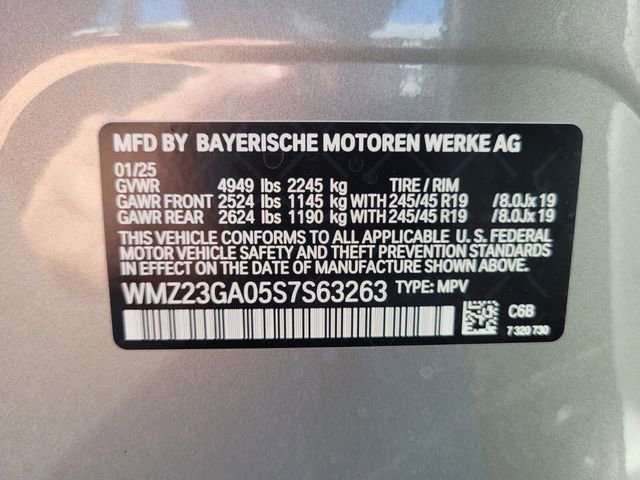 MFD BY BAYERISCHE MOTOREN WERKE AG
01/25
GVWR 4949 lbs 2245 kg TIRE / RIM
GAWR FRONT 2524 lbs 1145 kg WITH 245/45 R19 /8.0Jx19
GAWR REAR 2624 lbs 1190 kg WITH 245/45 R19 /8.0Jx19
THIS VEHICLE CONFORMS TO ALL APPLICABLE U. S. FEDERAL
MOTOR VEHICLE SAFETY AND THEFT PREVENTION STANDARDS
IN EFFECT ON THE DATE OF MANUFACTURE SHOWN ABOVE.
WMZ23GA05S7S63263 TYPE: MPV
C6B
7 320 730